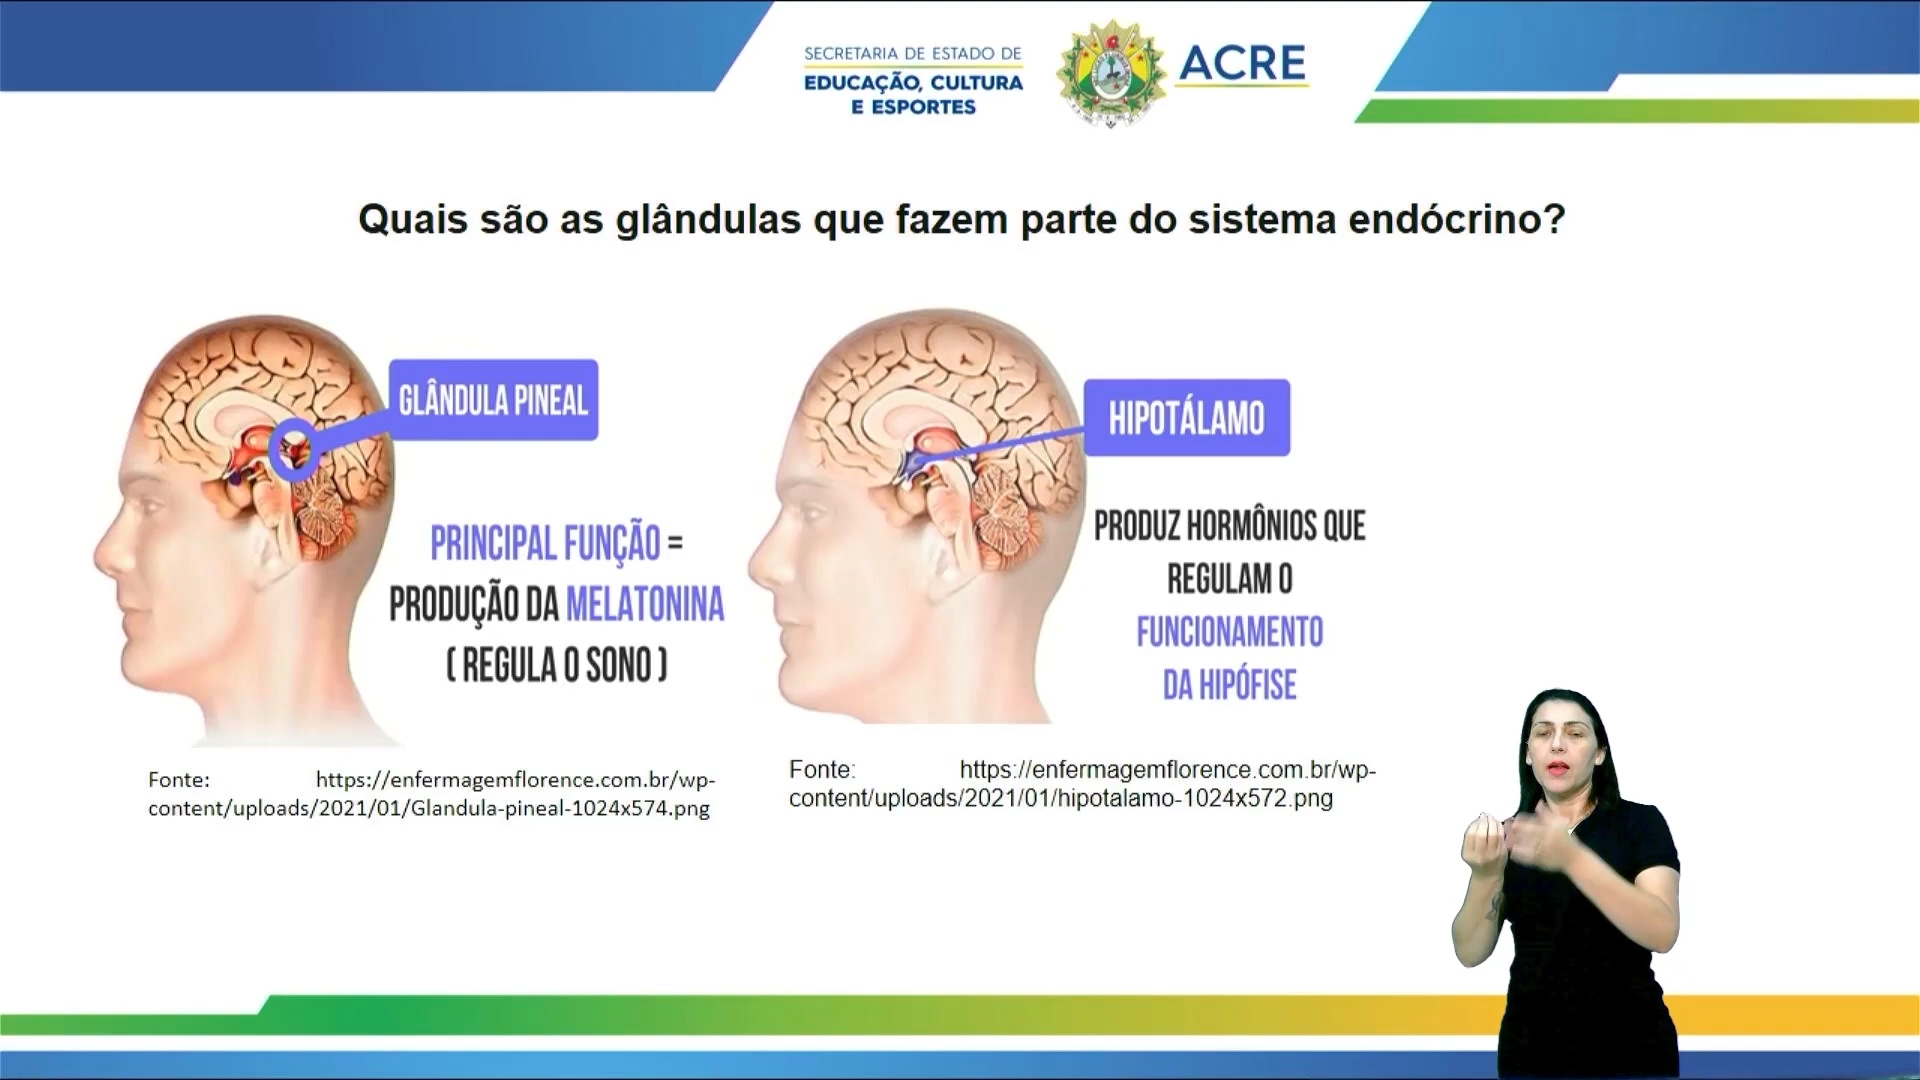 SECRETARIA DE ESTADO DE
EDUCAÇÃO, CULTURA
E ESPORTES
ACRE
Quais são as glândulas que fazem parte do sistema endócrino?
GLÂNDULA PINEAL
PRINCIPAL FUNÇÃO =
PRODUÇÃO DA MELATONINA
( REGULA O SONO )
Fonte: https://enfermagemflorence.com.br/wp-
content/uploads/2021/01/Glandula-pineal-1024x574.png
HIPOTÁLAMO
PRODUZ HORMÔNIOS QUE
REGULAM O
FUNCIONAMENTO
DA HIPÓFISE
Fonte: https://enfermagemflorence.com.br/wp-
content/uploads/2021/01/hipotalamo-1024x572.png